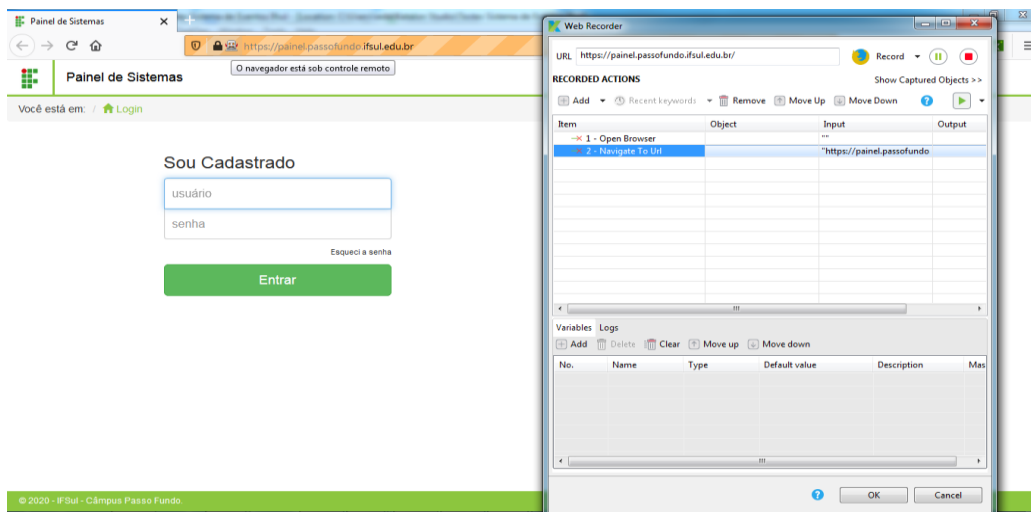 Painel de Sistemas
https://painel.passofundo.ifsul.edu.br
O navegador está sob controle remoto
Painel de Sistemas
Você está em: / Login
Sou Cadastrado
usuário
senha
Esqueci a senha
Entrar
© 2020 - IFSul - Câmpus Passo Fundo.
Web Recorder
URL https://painel.passofundo.ifsul.edu.br/ Record
RECORDED ACTIONS Show Captured Objects >>
Add Recent keywords Remove Move Up Move Down
Item Object Input Output
1 - Open Browser ""
2 - Navigate To Url "https://painel.passofundo
Variables Logs
Add Delete Clear Move up Move down
No. Name Type Default value Description Mas
OK Cancel